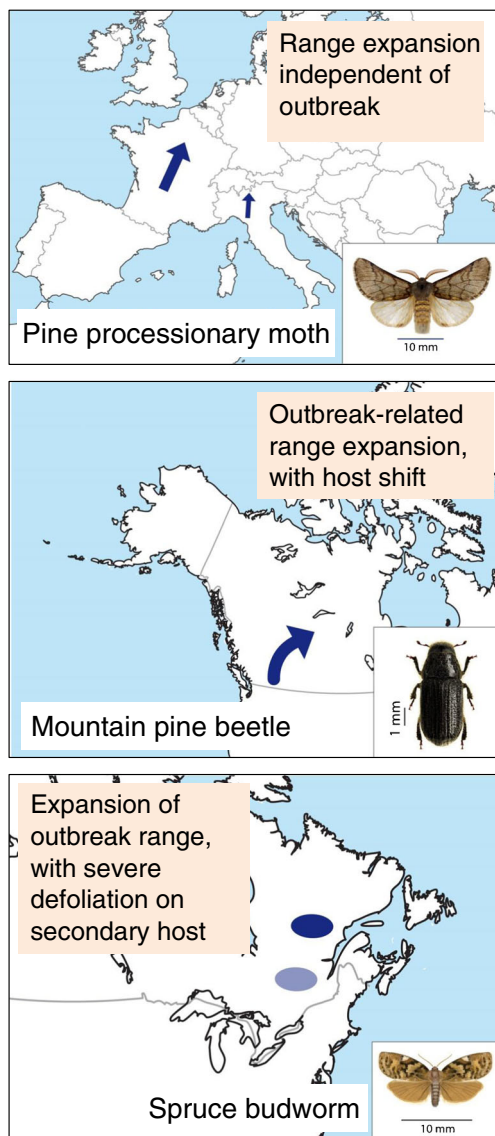 Range expansion
independent of
outbreak
Pine processionary moth
10 mm
Outbreak-related
range expansion,
with host shift
Mountain pine beetle
1 mm
Expansion of
outbreak range,
with severe
defoliation on
secondary host
Spruce budworm
10 mm